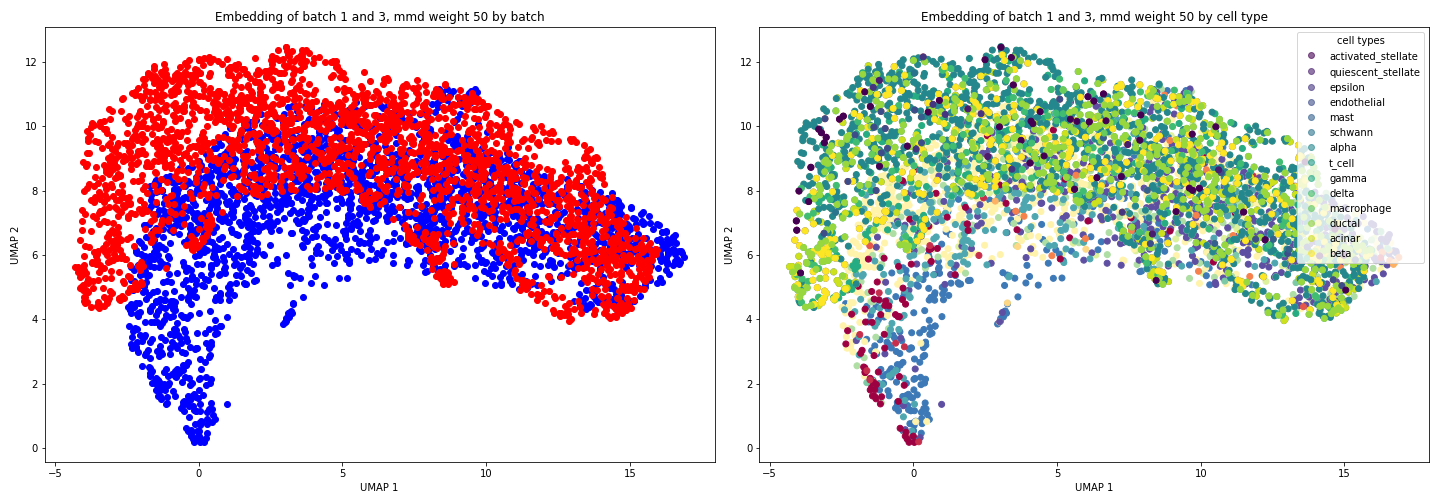 Embedding of batch 1 and 3, mmd weight 50 by batch
12
10
8
6
4
2
0
UMAP 2
−5
0
5
10
15
UMAP 1
Embedding of batch 1 and 3, mmd weight 50 by cell type
cell types
activated_stellate
quiescent_stellate
epsilon
endothelial
mast
schwann
alpha
t_cell
gamma
delta
macrophage
ductal
acinar
beta
12
10
8
6
4
2
0
UMAP 2
−5
0
5
10
15
UMAP 1